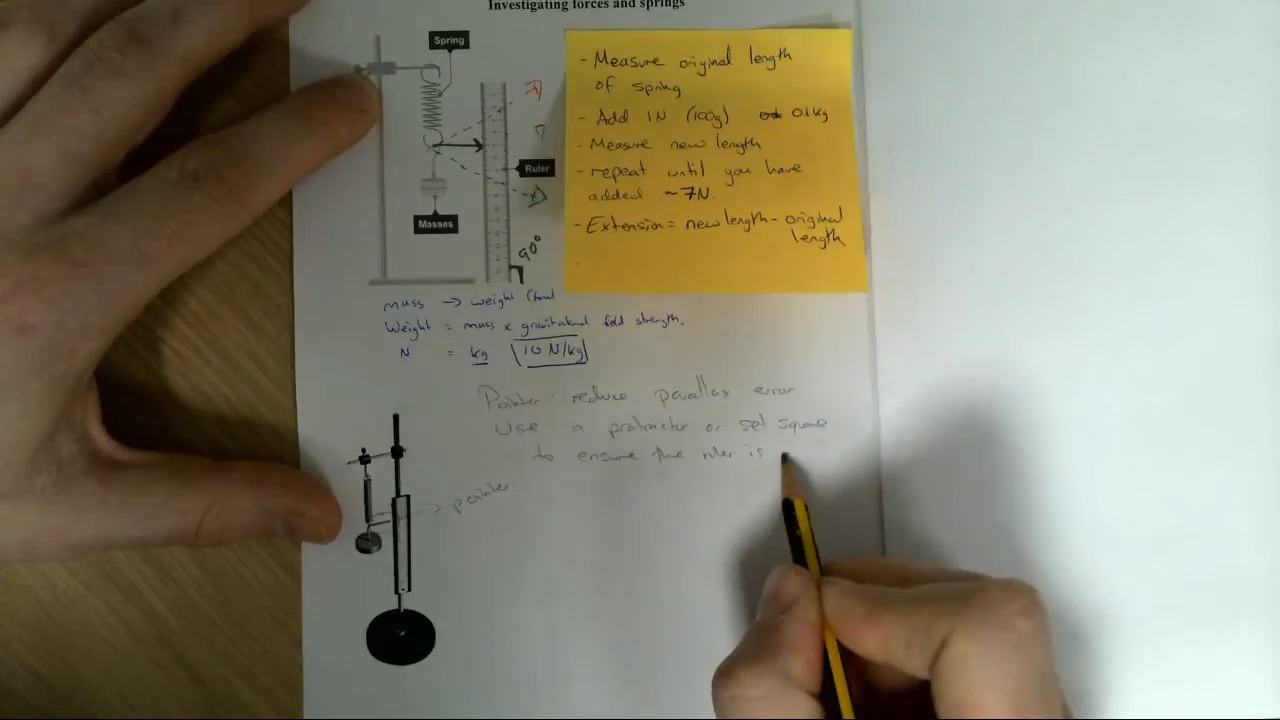 Investigating forces and springs
Spring
Ruler
Masses
90°
- Measure original length
of spring
- Add 1N (100g) 0.1kg
- Measure new length
- repeat until you have
added ~7N.
- Extension = new length - original
length
mass → weight (force
Weight = mass x gravitational field strength.
N = kg (10 N/kg)
Pointer: reduce parallax error.
Use a protractor or set square
to ensure the ruler is
→ pointer.